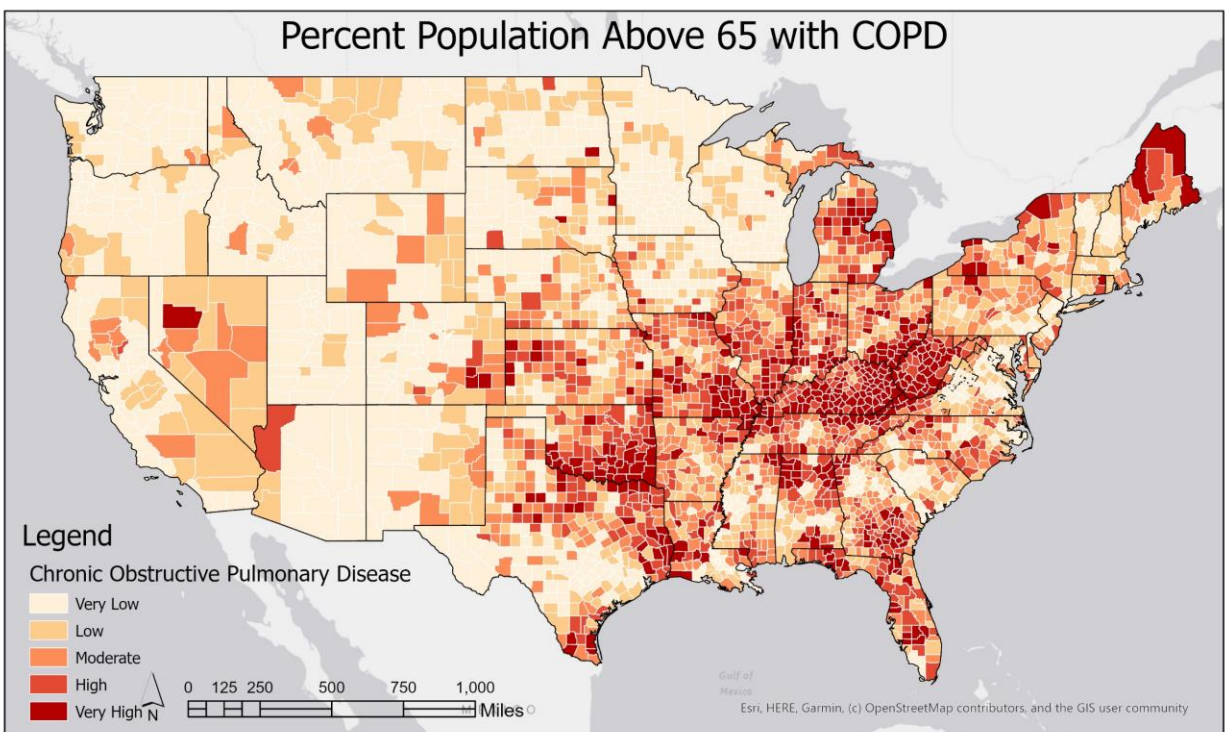 Percent Population Above 65 with COPD
Legend
Chronic Obstructive Pulmonary Disease
Very Low
Low
Moderate
High
Very High
N
0 125 250 500 750 1,000
Miles
Gulf of
Mexico
Esri, HERE, Garmin, (c) OpenStreetMap contributors, and the GIS user community